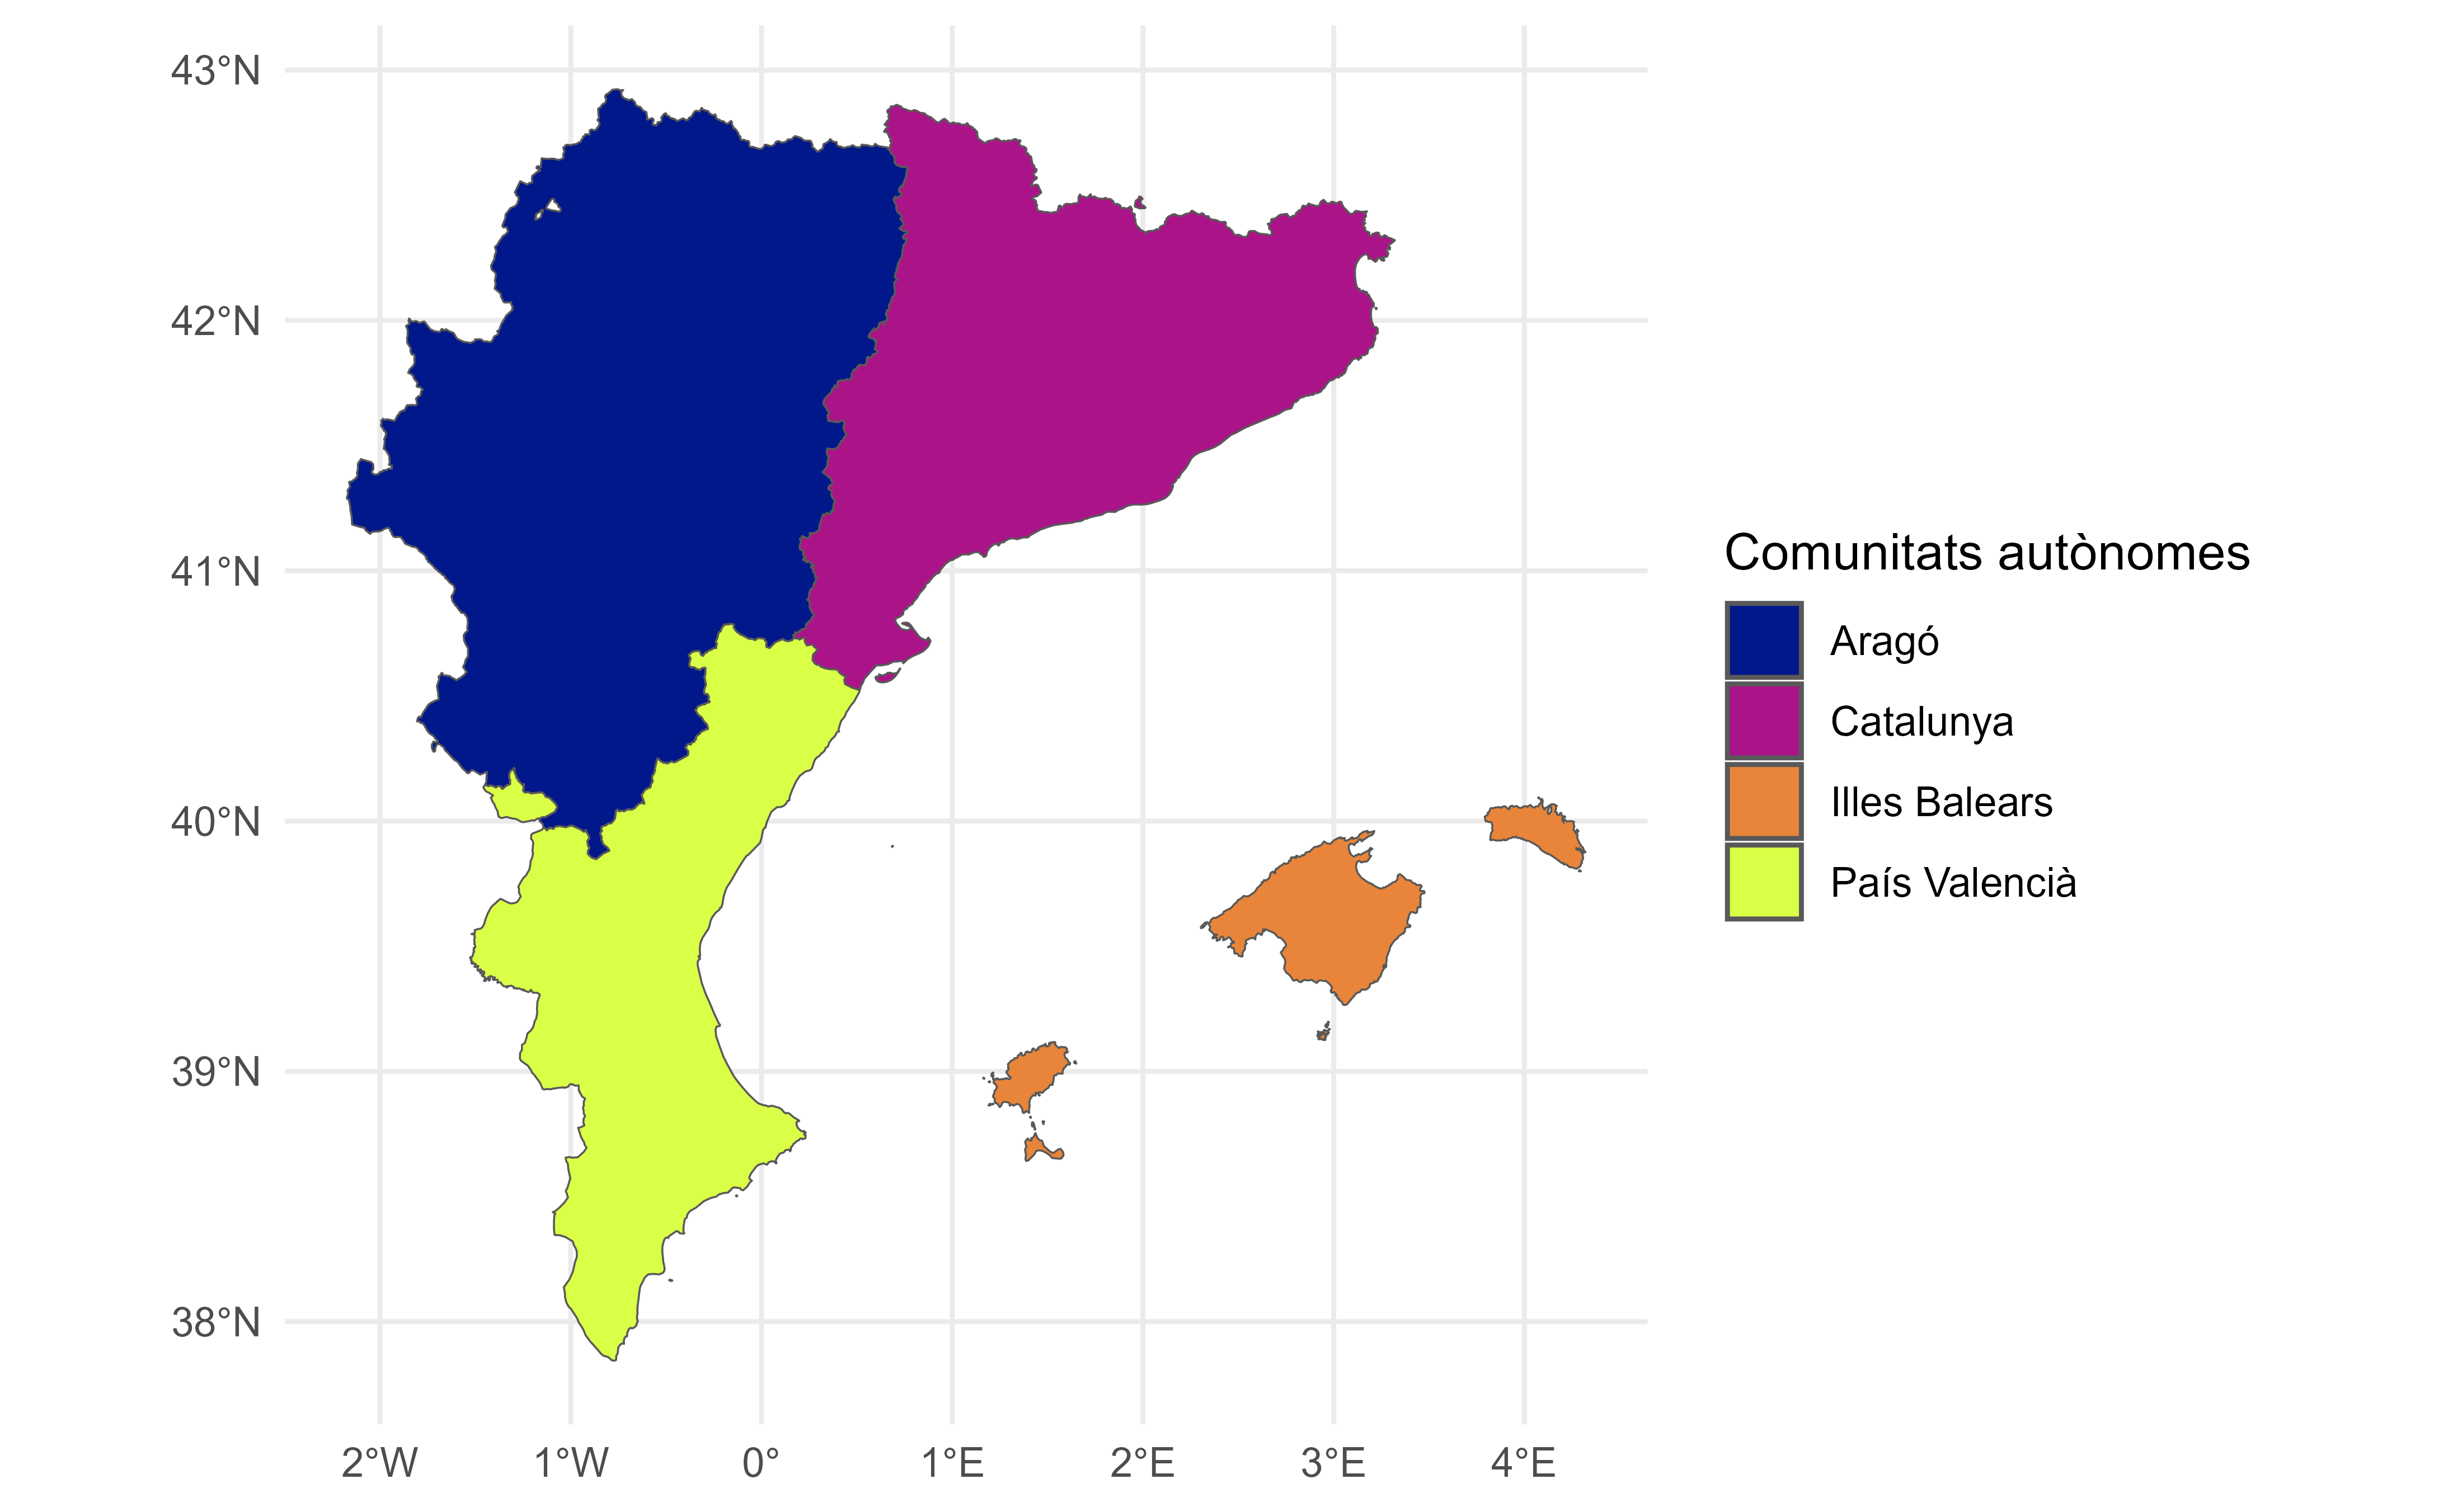 43°N
42°N
41°N
40°N
39°N
38°N
2°W 1°W 0° 1°E 2°E 3°E 4°E
Comunitats autònomes
Aragó
Catalunya
Illes Balears
País Valencià